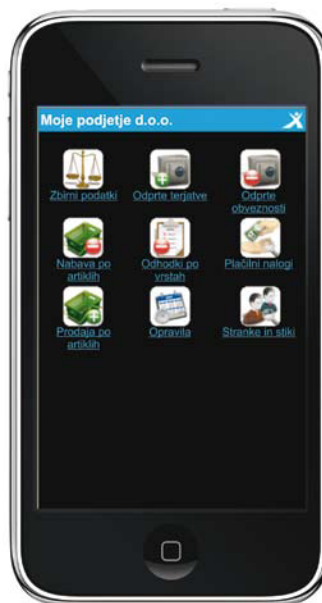 Moje podjetje d.o.o.
Zbirni podatki
Odprte terjatve
Odprte
obveznosti
Nabava po
artiklih
Odhodki po
vrstah
Plačilni nalogi
Prodaja po
artiklih
Opravila
Stranke in stiki